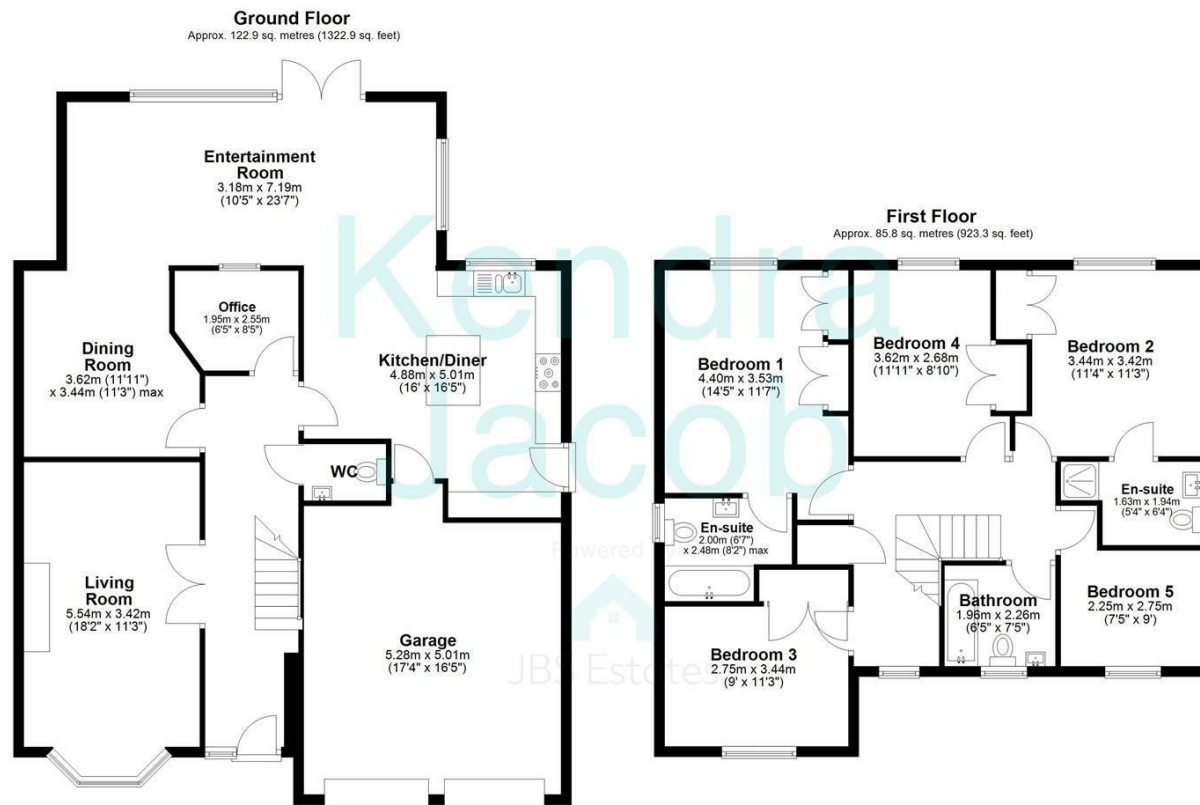 Ground Floor
Approx. 122.9 sq. metres (1322.9 sq. feet)
Entertainment
Room
3.18m x 7.19m
(10'5" x 23'7")
Office
1.95m x 2.55m
(6'5" x 8'5")
Dining
Room
3.62m (11'11")
x 3.44m (11'3") max
Kitchen/Diner
4.88m x 5.01m
(16' x 16'5")
WC
Living
Room
5.54m x 3.42m
(18'2" x 11'3")
Garage
5.28m x 5.01m
(17'4" x 16'5")
First Floor
Approx. 85.8 sq. metres (923.3 sq. feet)
Bedroom 1
4.40m x 3.53m
(14'5" x 11'7")
Bedroom 4
3.62m x 2.68m
(11'11" x 8'10")
Bedroom 2
3.44m x 3.42m
(11'4" x 11'3")
En-suite
2.00m (6'7")
x 2.48m (8'2") max
En-suite
1.63m x 1.94m
(5'4" x 6'4")
Bedroom 3
2.75m x 3.44m
(9' x 11'3")
Bathroom
1.96m x 2.26m
(6'5" x 7'5")
Bedroom 5
2.25m x 2.75m
(7'5" x 9')
Kendra
Jacob
Powered
JBS Estates